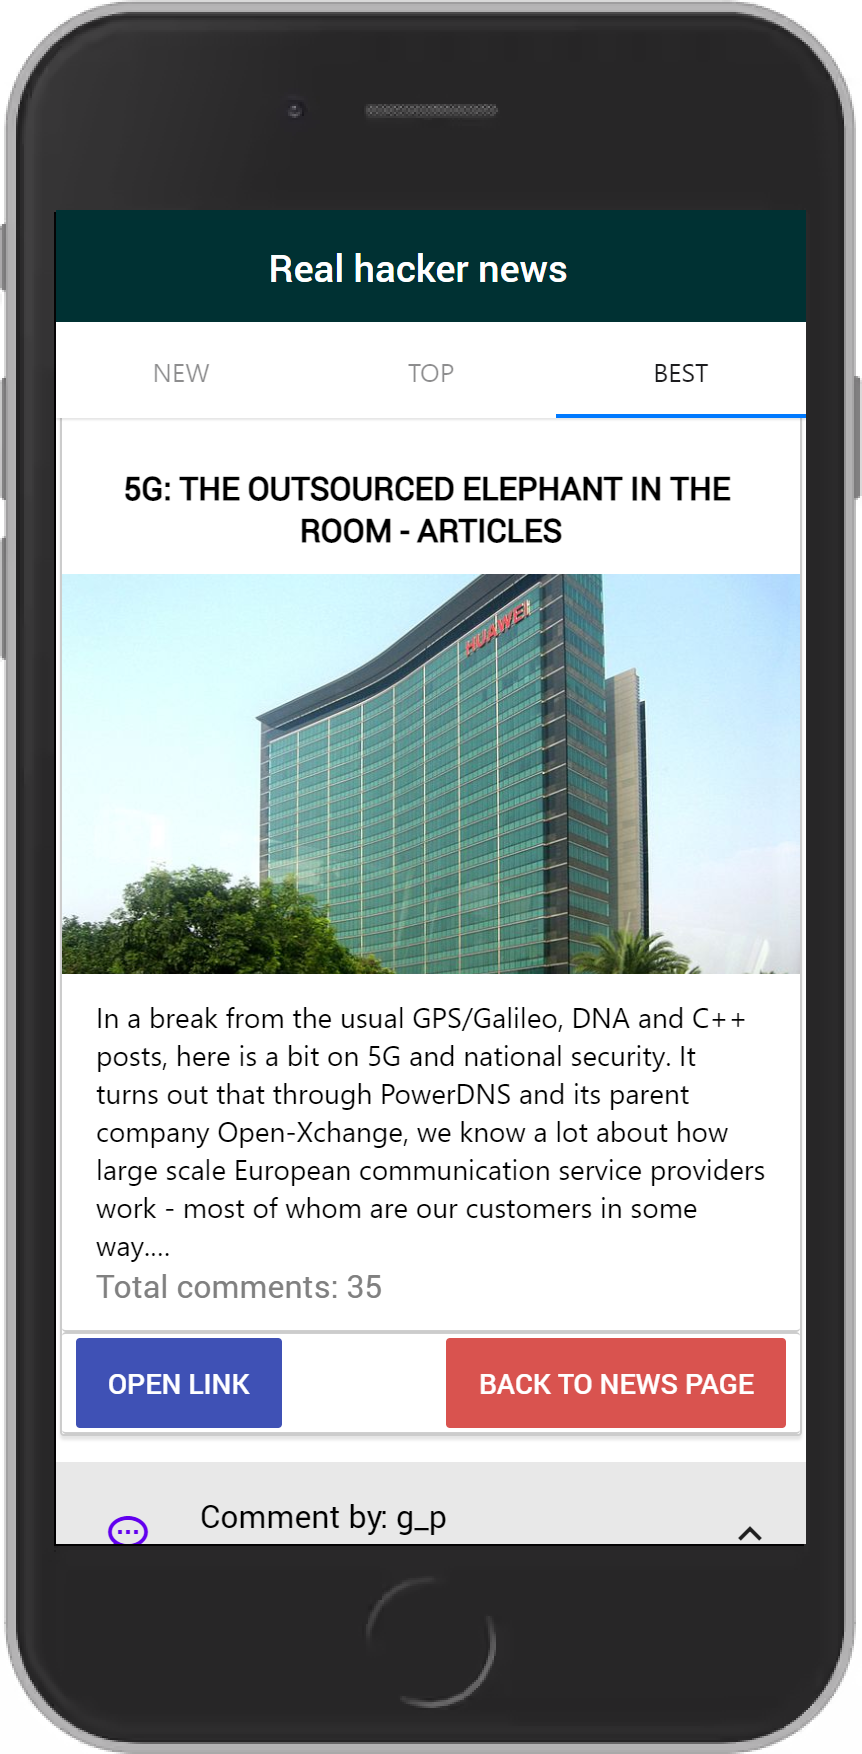 Real hacker news
NEW TOP BEST
5G: THE OUTSOURCED ELEPHANT IN THE
ROOM - ARTICLES
HUAWEI
In a break from the usual GPS/Galileo, DNA and C++
posts, here is a bit on 5G and national security. It
turns out that through PowerDNS and its parent
company Open-Xchange, we know a lot about how
large scale European communication service providers
work - most of whom are our customers in some
way....
Total comments: 35
OPEN LINK BACK TO NEWS PAGE
Comment by: g_p